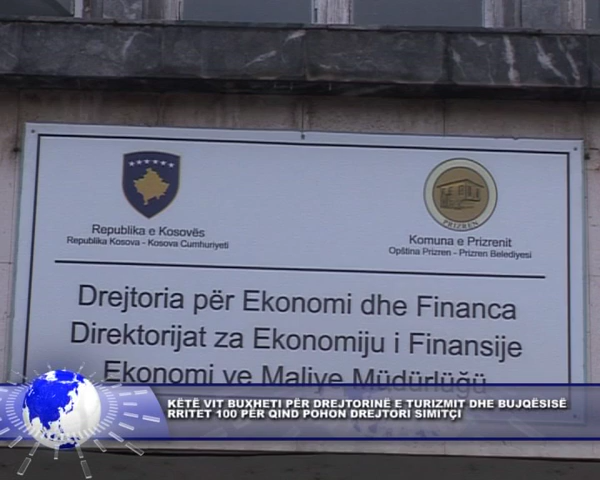 Republika e Kosovës
Republika Kosova - Kosova Cumhuriyeti
PRIZREN
Komuna e Prizrenit
Opština Prizren - Prizren Belediyesi
Drejtoria për Ekonomi dhe Financa
Direktorijat za Ekonomiju i Finansije
Ekonomi ve Maliye Müdürlüğü
KËTË VIT BUXHETI PËR DREJTORINË E TURIZMIT DHE BUJQËSISË
RRITET 100 PËR QIND POHON DREJTORI SIMITÇI